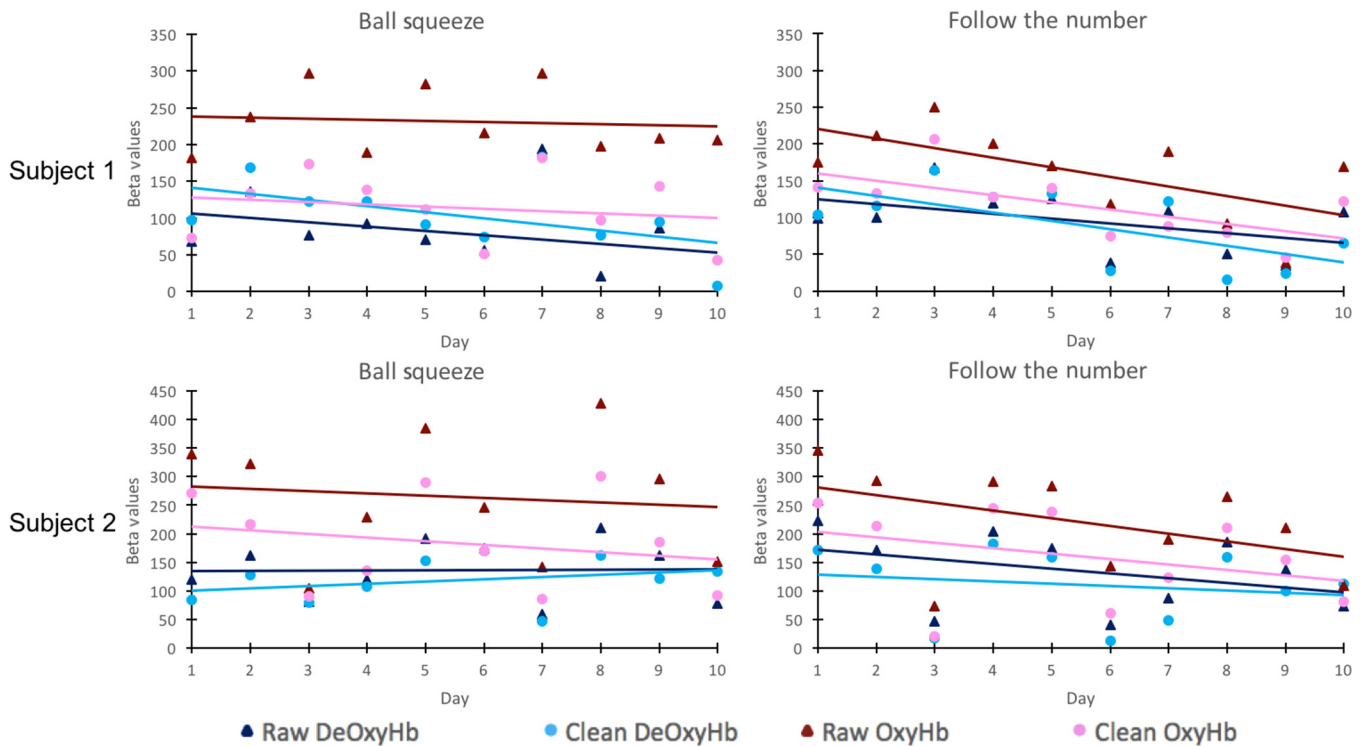 Ball squeeze
Follow the number
Subject 1
Beta values
350
300
250
200
150
100
50
0
1 2 3 4 5 6 7 8 9 10
Day
Beta values
350
300
250
200
150
100
50
0
1 2 3 4 5 6 7 8 9 10
Day
Ball squeeze
Follow the number
Subject 2
Beta values
450
400
350
300
250
200
150
100
50
0
1 2 3 4 5 6 7 8 9 10
Day
Beta values
450
400
350
300
250
200
150
100
50
0
1 2 3 4 5 6 7 8 9 10
Day
Raw DeOxyHb Clean DeOxyHb Raw OxyHb Clean OxyHb